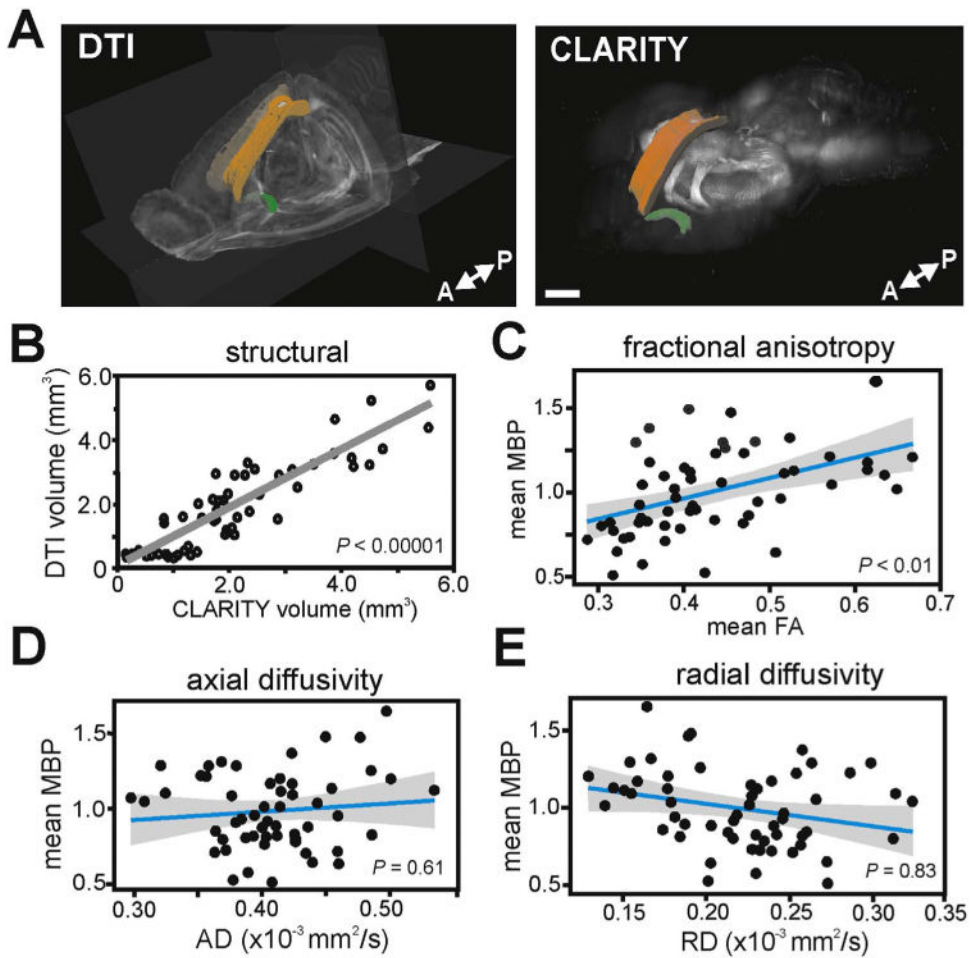 A
DTI
A
P
CLARITY
A
P
B
structural
DTI volume (mm³)
6.0
4.0
2.0
0
0
2.0
4.0
6.0
P < 0.00001
CLARITY volume (mm³)
C
fractional anisotropy
mean MBP
1.5
1.0
0.5
0.3
0.4
0.5
0.6
0.7
P < 0.01
mean FA
D
axial diffusivity
mean MBP
1.5
1.0
0.5
0.30
0.40
0.50
P = 0.61
AD (x10⁻³ mm²/s)
E
radial diffusivity
mean MBP
1.5
1.0
0.5
0.15
0.20
0.25
0.30
0.35
P = 0.83
RD (x10⁻³ mm²/s)